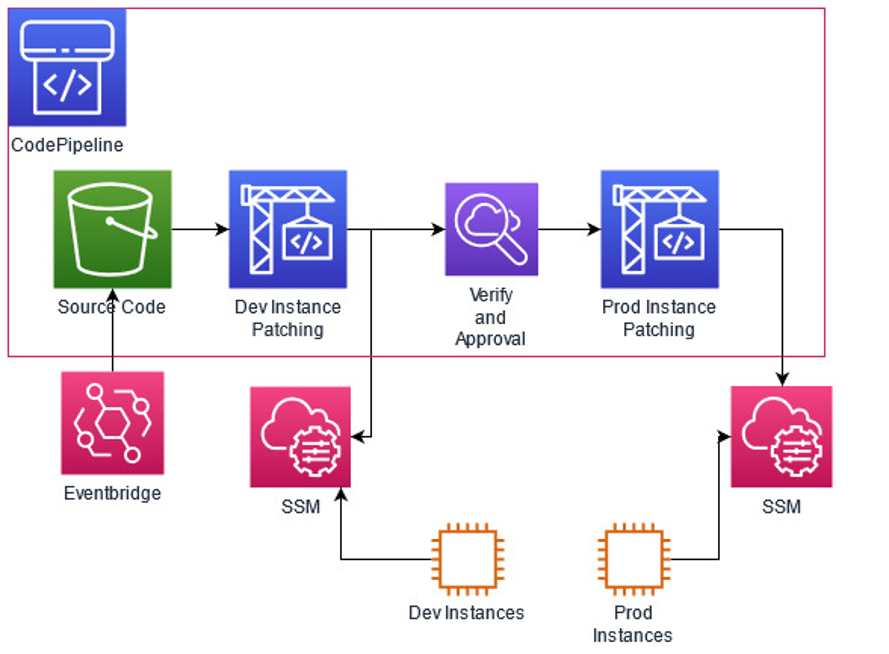 CodePipeline
Source Code
Dev Instance
Patching
Verify
and
Approval
Prod Instance
Patching
Eventbridge
SSM
SSM
Dev Instances
Prod
Instances